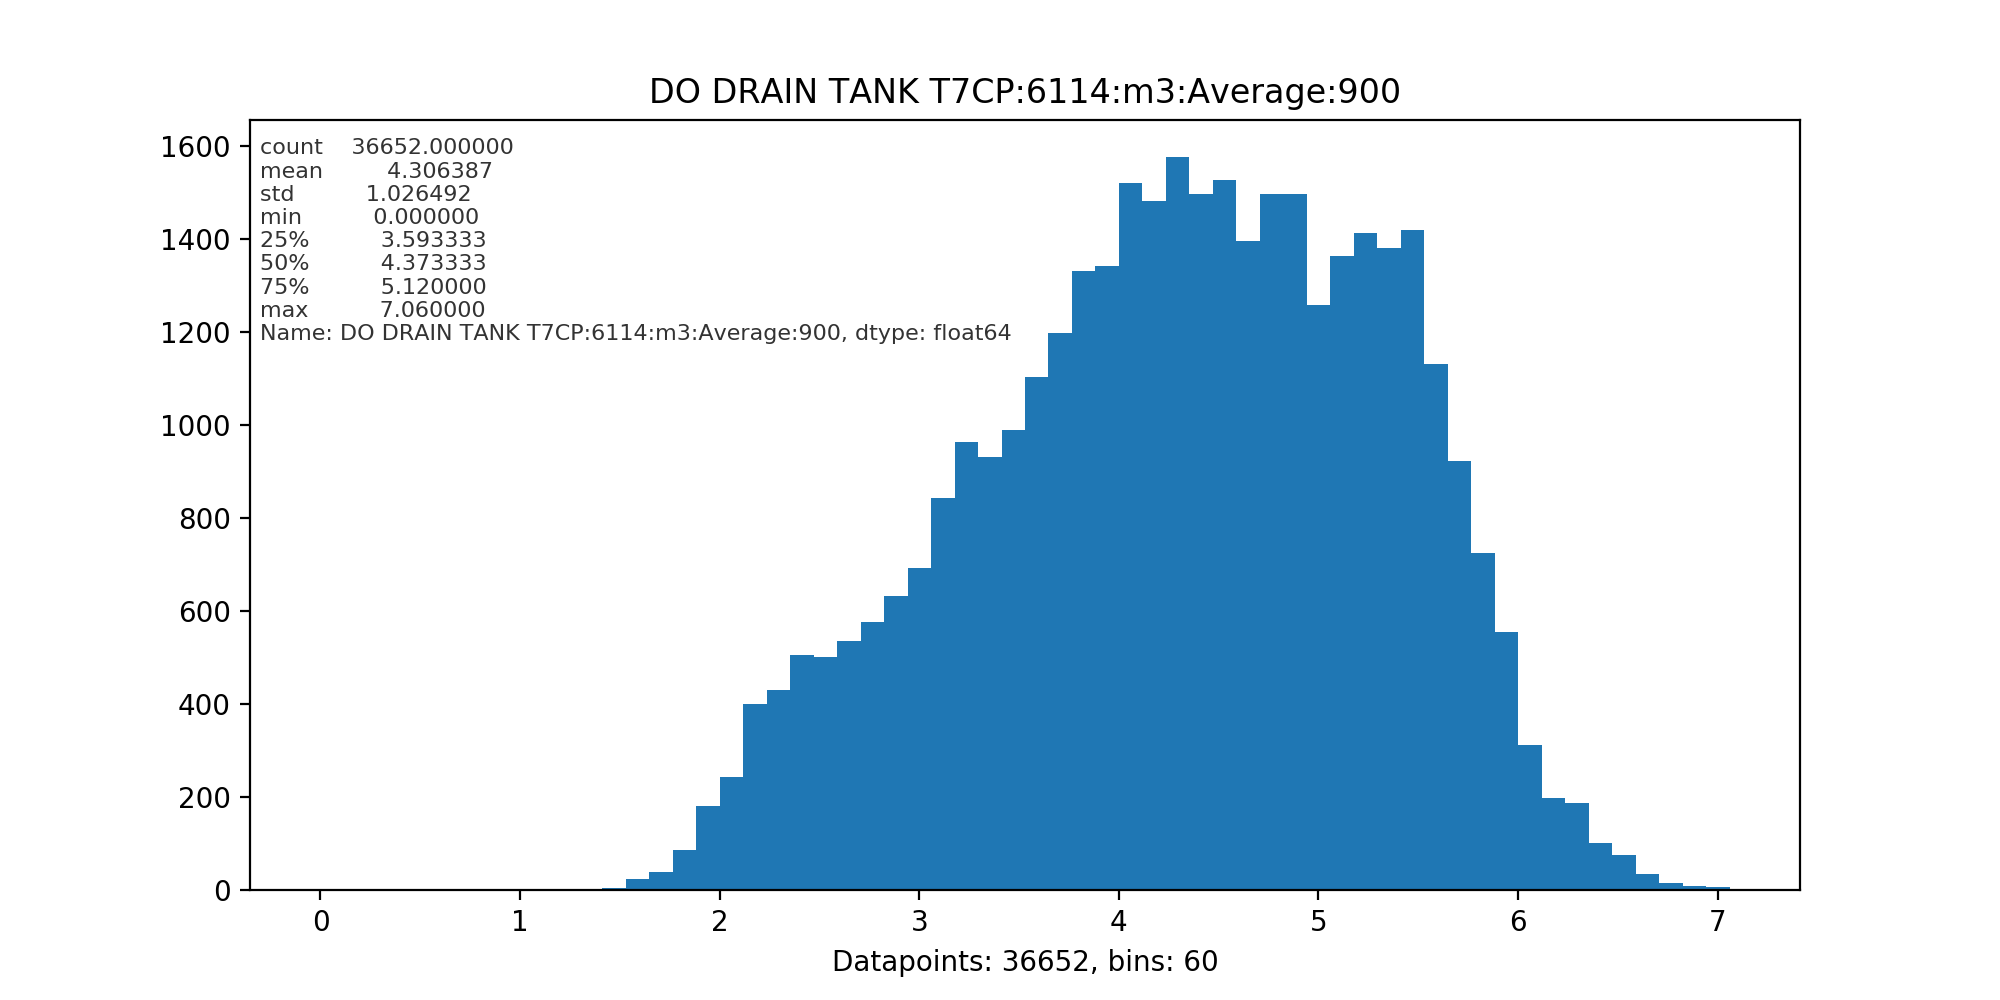 DO DRAIN TANK T7CP:6114:m3:Average:900
1600
1400
1200
1000
800
600
400
200
0
count 36652.000000
mean 4.306387
std 1.026492
min 0.000000
25% 3.593333
50% 4.373333
75% 5.120000
max 7.060000
Name: DO DRAIN TANK T7CP:6114:m3:Average:900, dtype: float64
0 1 2 3 4 5 6 7
Datapoints: 36652, bins: 60